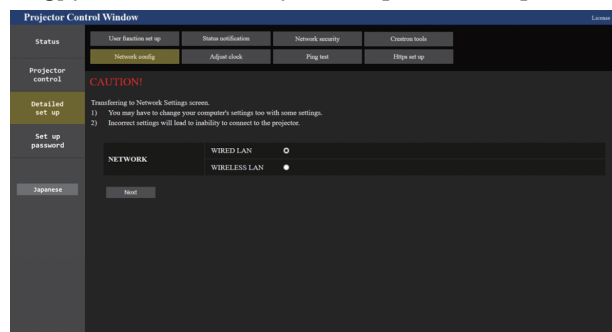 Projector Control Window
License
Status
Projector
control
Detailed
set up
Set up
password
Japanese
User function set up
Status notification
Network security
Crestron tools
Network config
Adjust clock
Ping test
Https set up
CAUTION!
Transferring to Network Settings screen.
1) You may have to change your computer's settings too with some settings.
2) Incorrect settings will lead to inability to connect to the projector.
NETWORK
WIRED LAN
WIRELESS LAN
Next